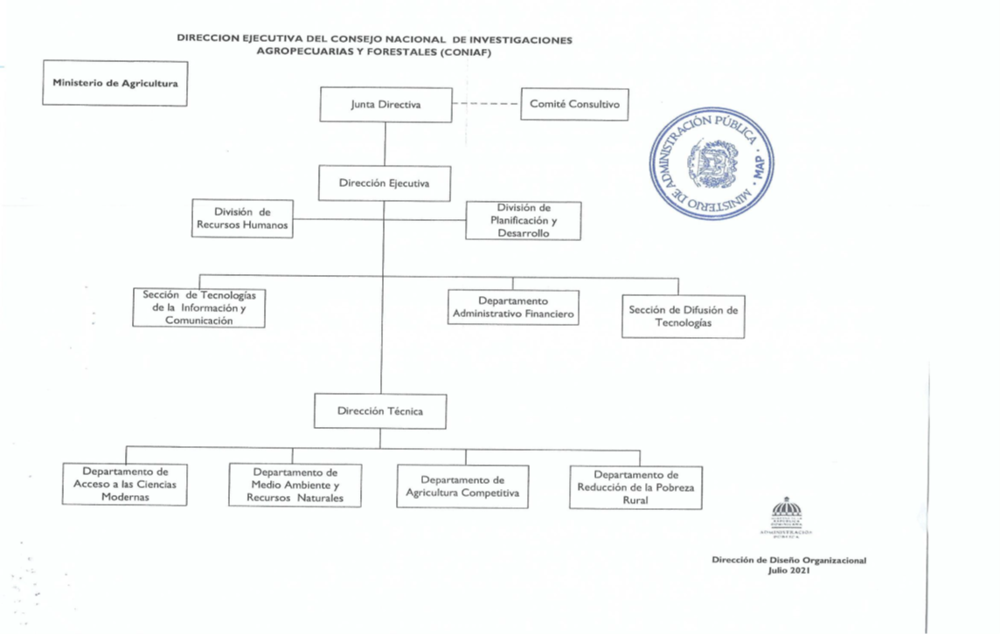 DIRECCION EJECUTIVA DEL CONSEJO NACIONAL DE INVESTIGACIONES
AGROPECUARIAS Y FORESTALES (CONIAF)
Ministerio de Agricultura
Junta Directiva
Comité Consultivo
MINISTERIO DE ADMINISTRACIÓN PÚBLICA · MAP ·
Dirección Ejecutiva
División de
Recursos Humanos
División de
Planificación y
Desarrollo
Sección de Tecnologías
de la Información y
Comunicación
Departamento
Administrativo Financiero
Sección de Difusión de
Tecnologías
Dirección Técnica
Departamento de
Acceso a las Ciencias
Modernas
Departamento de
Medio Ambiente y
Recursos Naturales
Departamento de
Agricultura Competitiva
Departamento de
Reducción de la Pobreza
Rural
REPÚBLICA
DOMINICANA
ADMINISTRACIÓN
PÚBLICA
Dirección de Diseño Organizacional
Julio 2021